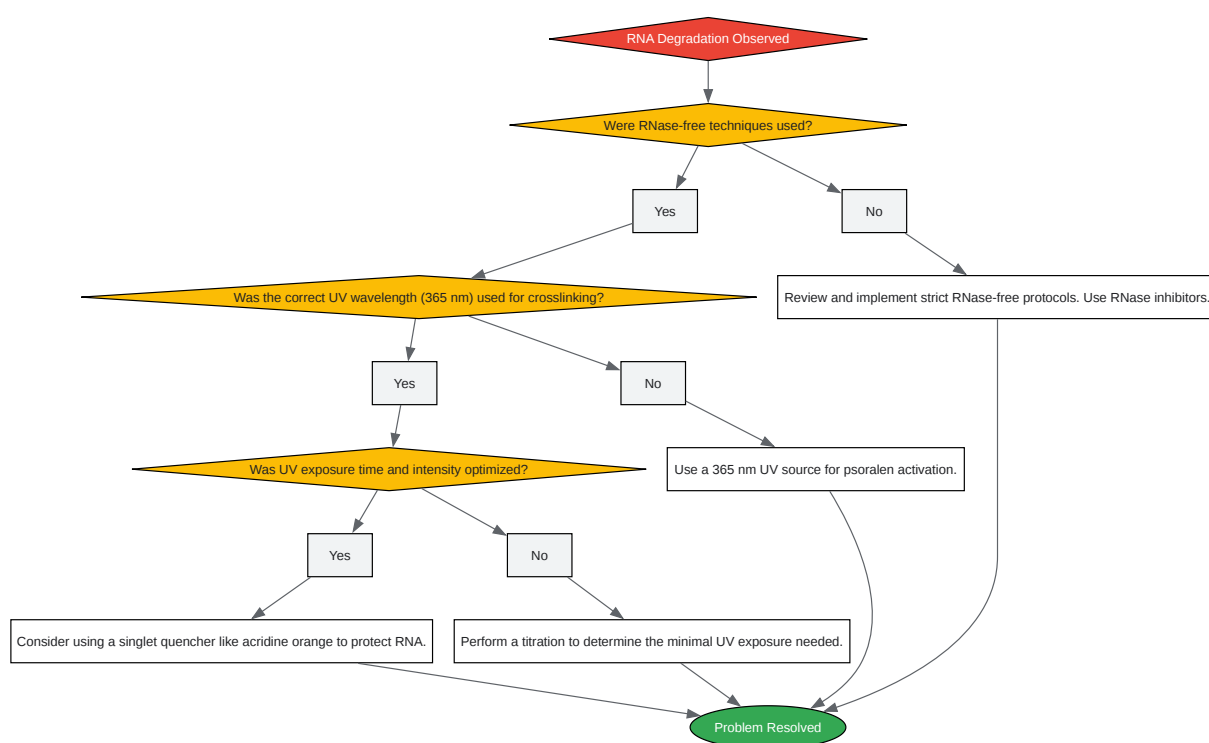 RNA Degradation Observed
Were RNase-free techniques used?
Yes
No
Was the correct UV wavelength (365 nm) used for crosslinking?
Review and implement strict RNase-free protocols. Use RNase inhibitors.
Yes
No
Was UV exposure time and intensity optimized?
Use a 365 nm UV source for psoralen activation.
Yes
No
Consider using a singlet quencher like acridine orange to protect RNA.
Perform a titration to determine the minimal UV exposure needed.
Problem Resolved